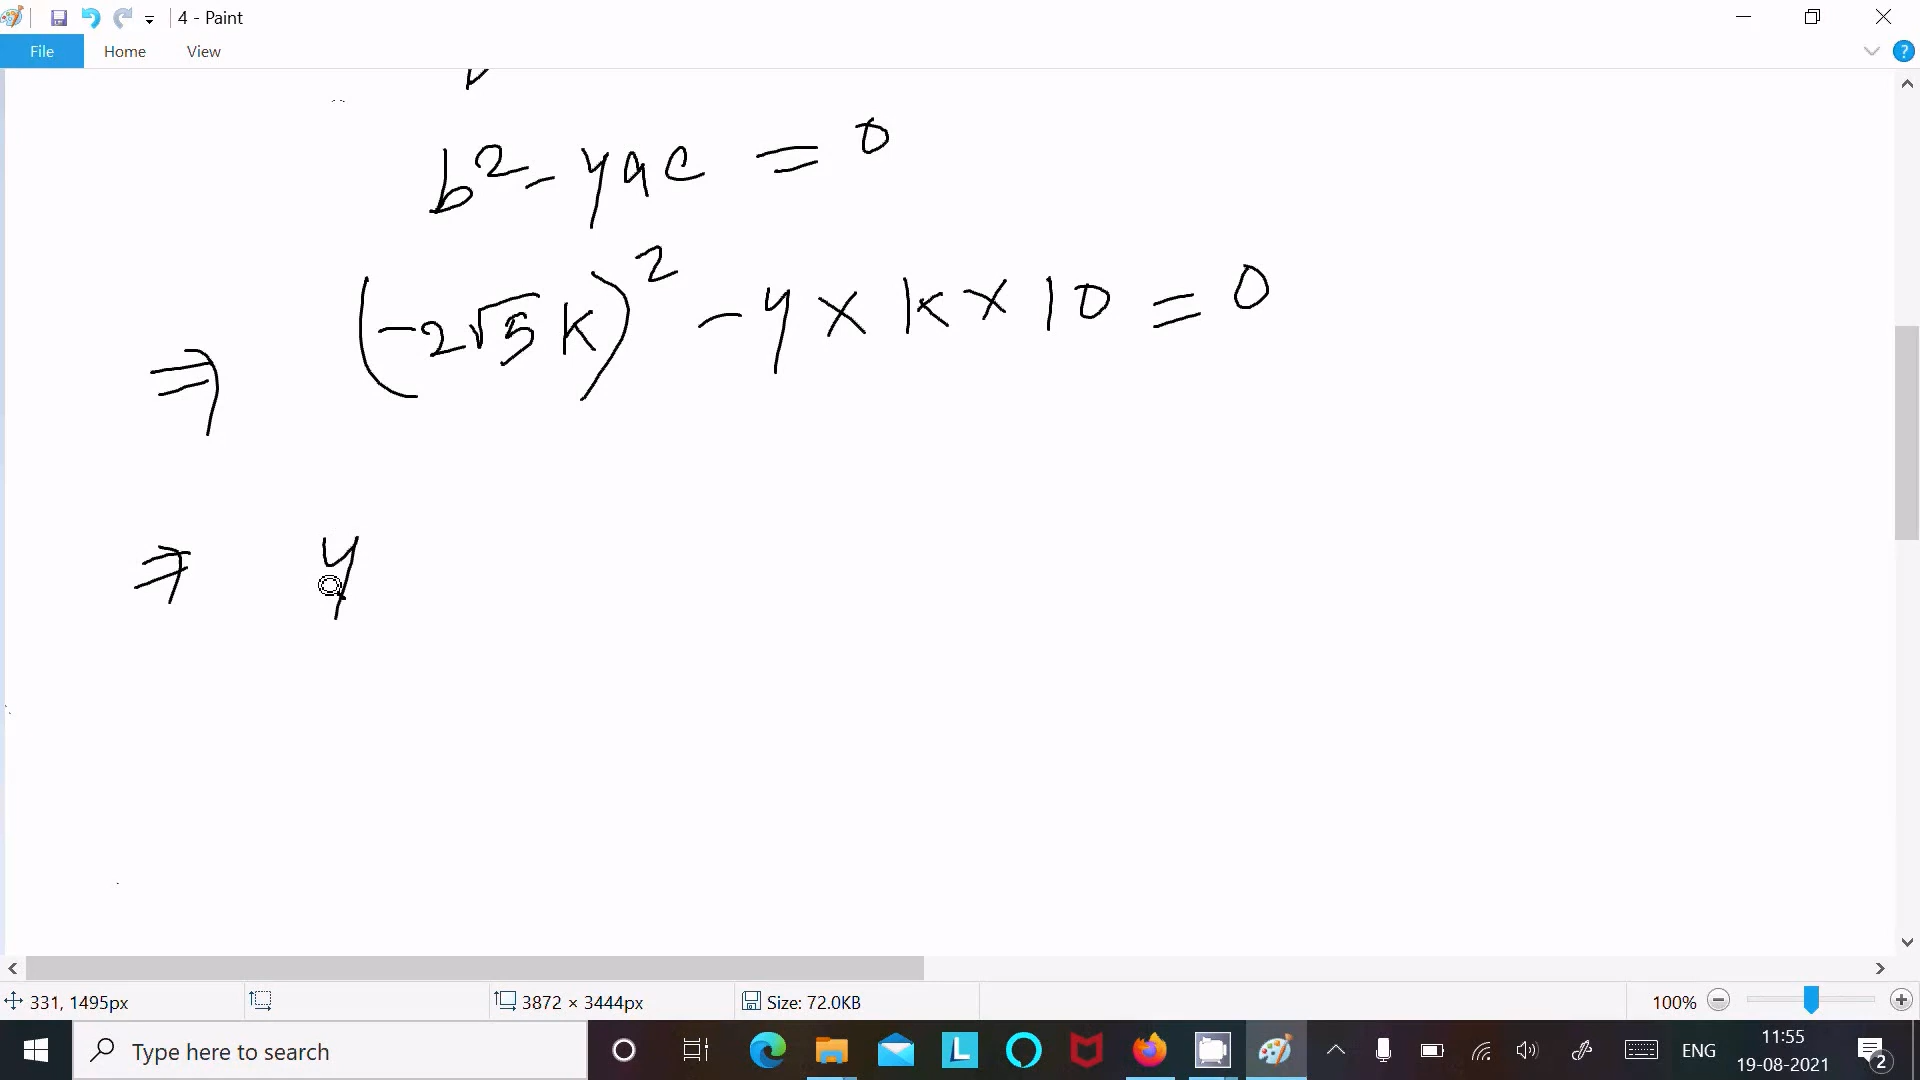 4 - Paint
File Home View
b² - 4ac = 0
⇒ (-2√5 k)² - 4 × k × 10 = 0
⇒ 4
331, 1495px 3872 × 3444px Size: 72.0KB 100%
Type here to search ENG 11:55
19-08-2021 2